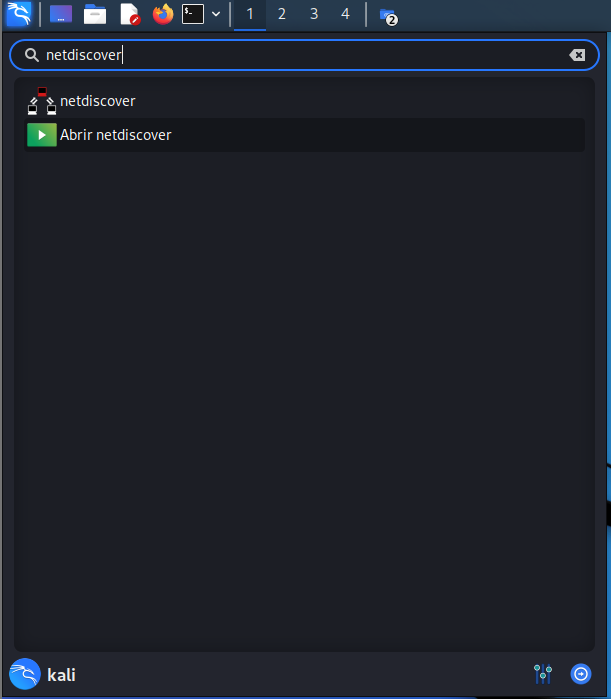 $-
1 2 3 4
2
netdiscover
netdiscover
Abrir netdiscover
kali